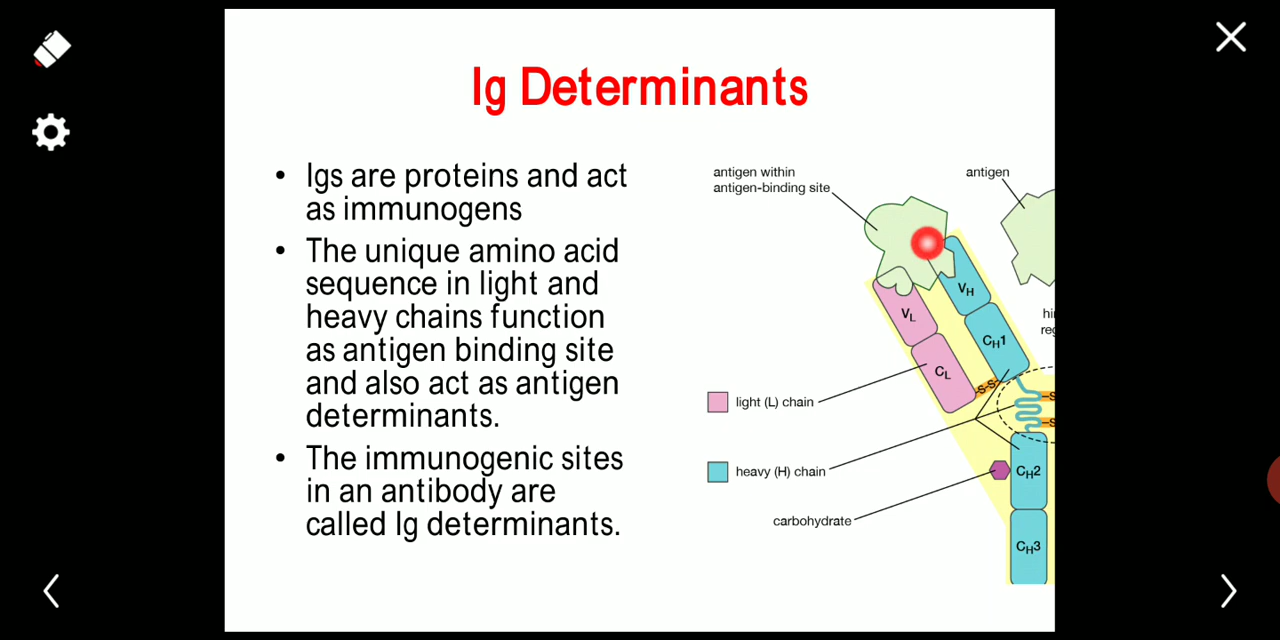 Ig Determinants
• Igs are proteins and act
as immunogens
• The unique amino acid
sequence in light and
heavy chains function
as antigen binding site
and also act as antigen
determinants.
• The immunogenic sites
in an antibody are
called Ig determinants.
antigen within
antigen-binding site
antigen
VH
VL
CH1
CL
hi
reg
-S-S-
light (L) chain
–S
–S
heavy (H) chain
CH2
carbohydrate
CH3